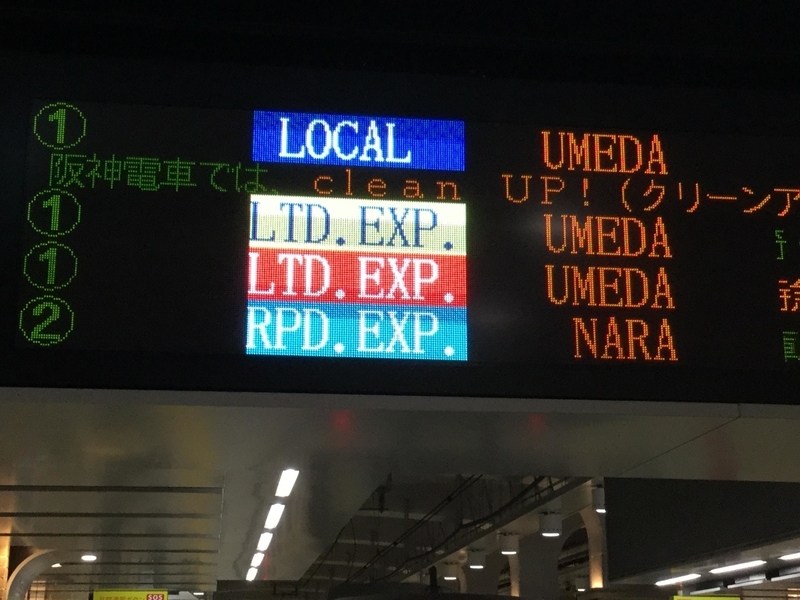 ① LOCAL UMEDA
阪神電車では、clean UP!(クリーンア
① LTD.EXP. UMEDA
① LTD.EXP. UMEDA
② RPD.EXP. NARA
SOS